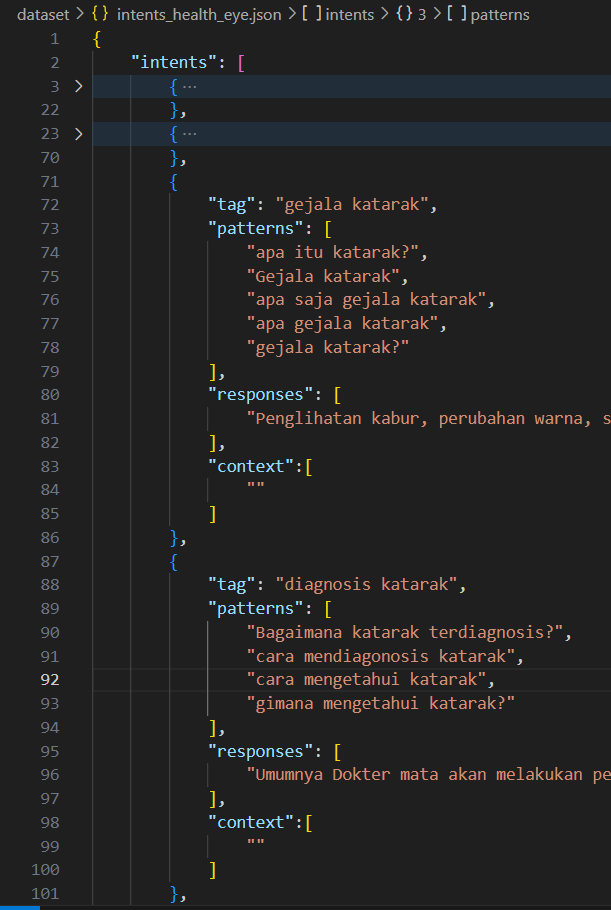 dataset > {} intents_health_eye.json > [ ] intents > {} 3 > [ ] patterns
1 {
2 "intents": [
3 > { ...
22 },
23 > { ...
70 },
71 {
72 "tag": "gejala katarak",
73 "patterns": [
74 "apa itu katarak?",
75 "Gejala katarak",
76 "apa saja gejala katarak",
77 "apa gejala katarak",
78 "gejala katarak?"
79 ],
80 "responses": [
81 "Penglihatan kabur, perubahan warna, s
82 ],
83 "context":[
84 ""
85 ]
86 },
87 {
88 "tag": "diagnosis katarak",
89 "patterns": [
90 "Bagaimana katarak terdiagnosis?",
91 "cara mendiagonosis katarak",
92 "cara mengetahui katarak",
93 "gimana mengetahui katarak?"
94 ],
95 "responses": [
96 "Umumnya Dokter mata akan melakukan pe
97 ],
98 "context":[
99 ""
100 ]
101 },